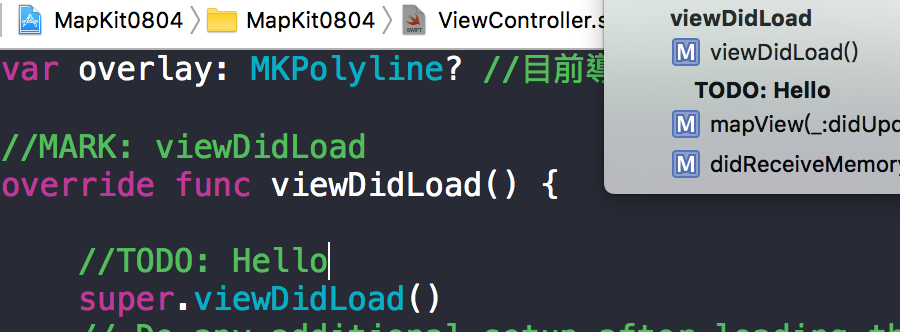 MapKit0804 MapKit0804 ViewController.s
SWIFT
var overlay: MKPolyline? //目前導
//MARK: viewDidLoad
override func viewDidLoad() {
//TODO: Hello
super.viewDidLoad()
// Do any additional setup after loading th
viewDidLoad
M viewDidLoad()
TODO: Hello
M mapView(_:didUpd
M didReceiveMemory